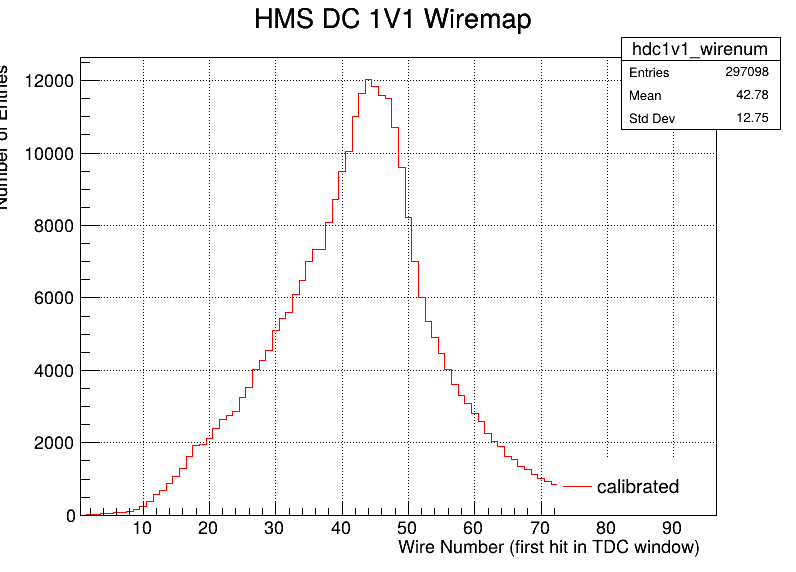 HMS DC 1V1 Wiremap
hdc1v1_wirenum
Entries 297098
Mean 42.78
Std Dev 12.75
Number of Entries
12000
10000
8000
6000
4000
2000
0
calibrated
10 20 30 40 50 60 70 80 90
Wire Number (first hit in TDC window)